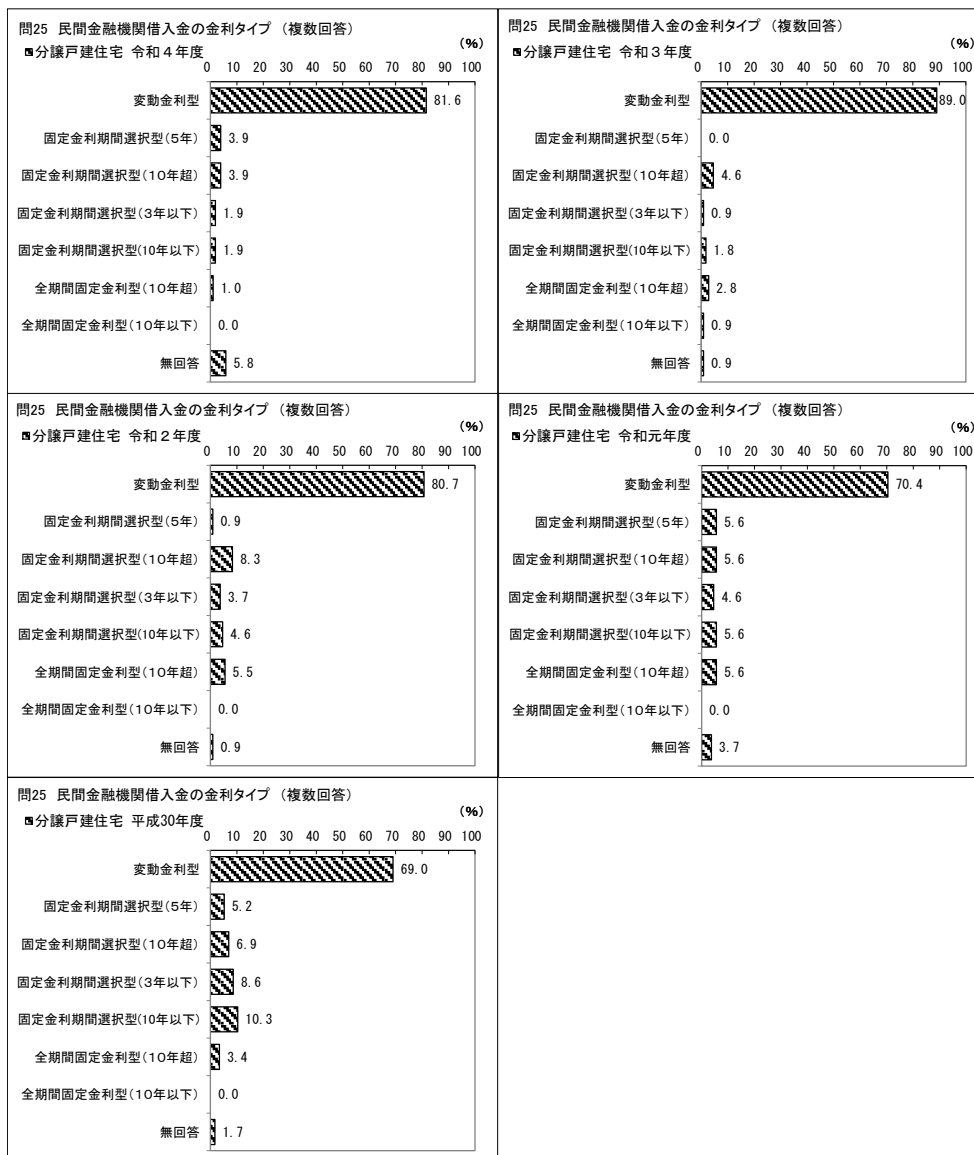 問25 民間金融機関借入金の金利タイプ (複数回答)
(%)
分譲戸建住宅 令和4年度
0 10 20 30 40 50 60 70 80 90 100
変動金利型 81.6
固定金利期間選択型(5年) 3.9
固定金利期間選択型(10年超) 3.9
固定金利期間選択型(3年以下) 1.9
固定金利期間選択型(10年以下) 1.9
全期間固定金利型(10年超) 1.0
全期間固定金利型(10年以下) 0.0
無回答 5.8
問25 民間金融機関借入金の金利タイプ (複数回答)
(%)
分譲戸建住宅 令和3年度
0 10 20 30 40 50 60 70 80 90 100
変動金利型 89.0
固定金利期間選択型(5年) 0.0
固定金利期間選択型(10年超) 4.6
固定金利期間選択型(3年以下) 0.9
固定金利期間選択型(10年以下) 1.8
全期間固定金利型(10年超) 2.8
全期間固定金利型(10年以下) 0.9
無回答 0.9
問25 民間金融機関借入金の金利タイプ (複数回答)
(%)
分譲戸建住宅 令和2年度
0 10 20 30 40 50 60 70 80 90 100
変動金利型 80.7
固定金利期間選択型(5年) 0.9
固定金利期間選択型(10年超) 8.3
固定金利期間選択型(3年以下) 3.7
固定金利期間選択型(10年以下) 4.6
全期間固定金利型(10年超) 5.5
全期間固定金利型(10年以下) 0.0
無回答 0.9
問25 民間金融機関借入金の金利タイプ (複数回答)
(%)
分譲戸建住宅 令和元年度
0 10 20 30 40 50 60 70 80 90 100
変動金利型 70.4
固定金利期間選択型(5年) 5.6
固定金利期間選択型(10年超) 5.6
固定金利期間選択型(3年以下) 4.6
固定金利期間選択型(10年以下) 5.6
全期間固定金利型(10年超) 5.6
全期間固定金利型(10年以下) 0.0
無回答 3.7
問25 民間金融機関借入金の金利タイプ (複数回答)
(%)
分譲戸建住宅 平成30年度
0 10 20 30 40 50 60 70 80 90 100
変動金利型 69.0
固定金利期間選択型(5年) 5.2
固定金利期間選択型(10年超) 6.9
固定金利期間選択型(3年以下) 8.6
固定金利期間選択型(10年以下) 10.3
全期間固定金利型(10年超) 3.4
全期間固定金利型(10年以下) 0.0
無回答 1.7